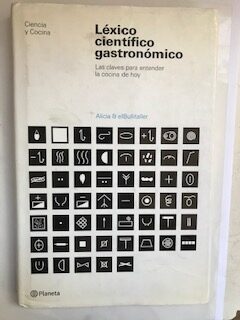 Ciencia
y Cocina
Léxico
científico
gastronómico
Las claves para entender
la cocina de hoy
Alicia & elBullitaller
Planeta